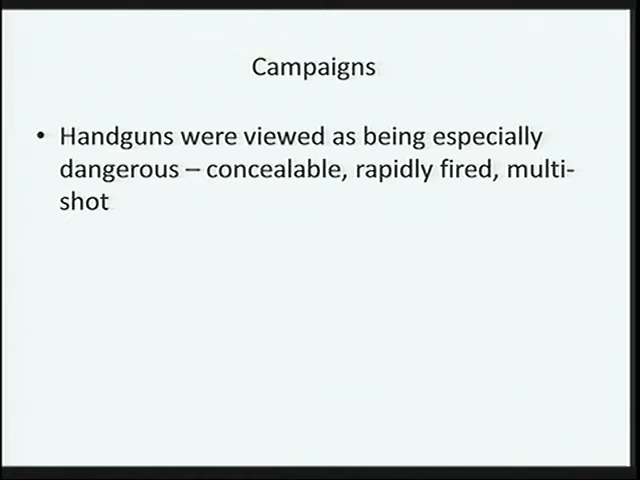 Campaigns
• Handguns were viewed as being especially
dangerous – concealable, rapidly fired, multi-
shot